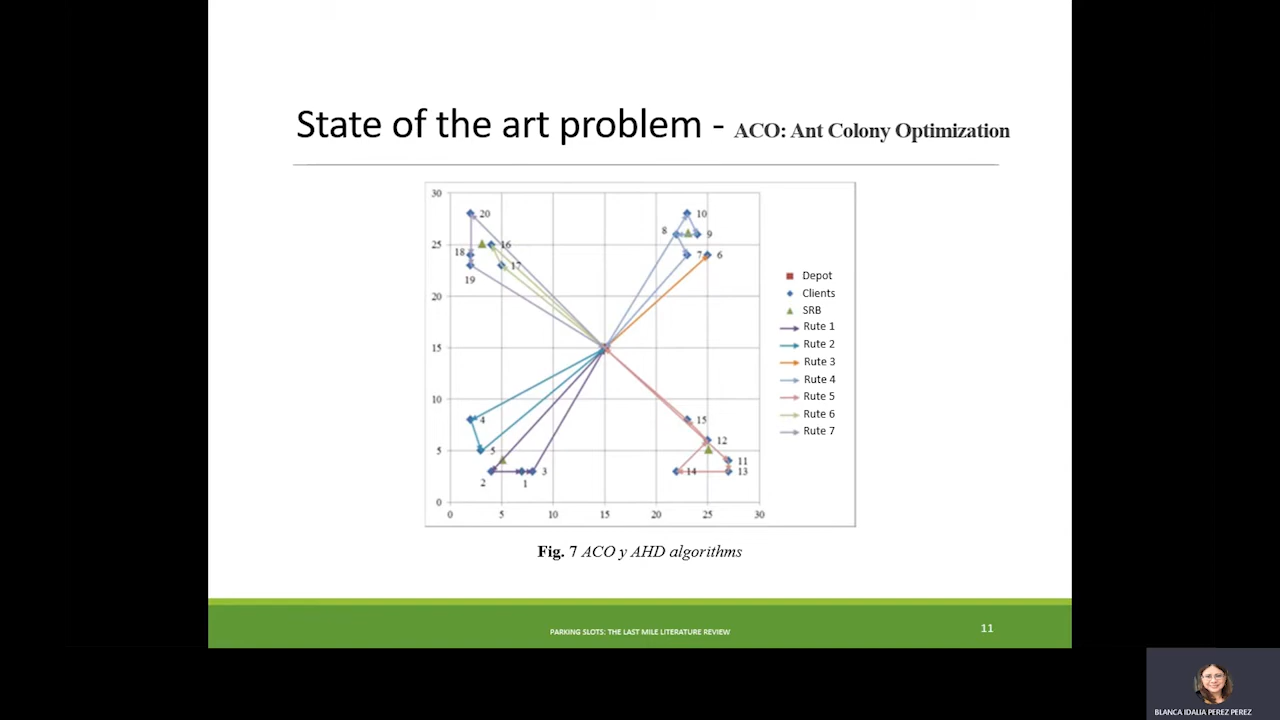 State of the art problem - ACO: Ant Colony Optimization
30
25
20
15
10
5
0
0 5 10 15 20 25 30
20
16
18
17
19
10
8
9
7
6
4
5
2
1
3
15
12
11
14
13
Depot
Clients
SRB
Rute 1
Rute 2
Rute 3
Rute 4
Rute 5
Rute 6
Rute 7
Fig. 7 ACO y AHD algorithms
PARKING SLOTS: THE LAST MILE LITERATURE REVIEW
11
BLANCA IDALIA PEREZ PEREZ